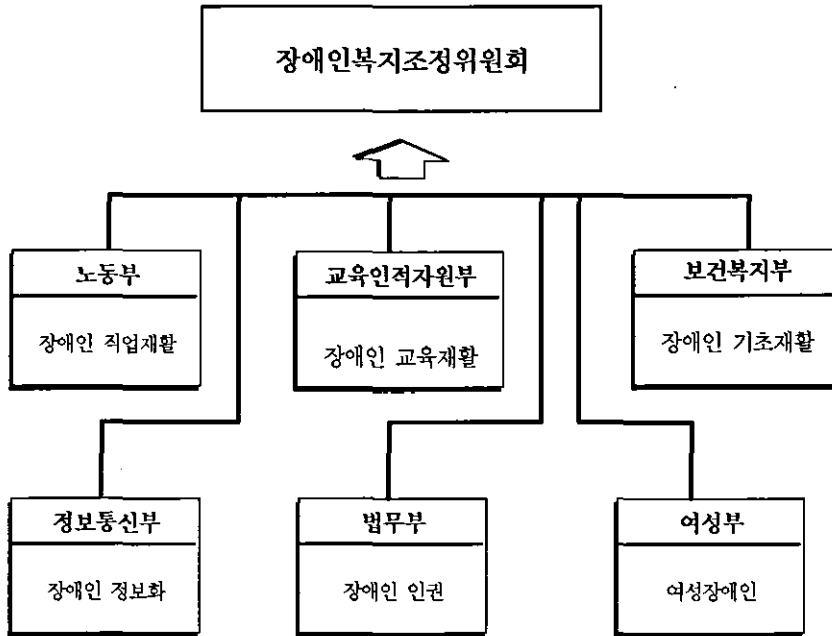 장애인복지조정위원회
노동부
장애인 직업재활
교육인적자원부
장애인 교육재활
보건복지부
장애인 기초재활
정보통신부
장애인 정보화
법무부
장애인 인권
여성부
여성장애인